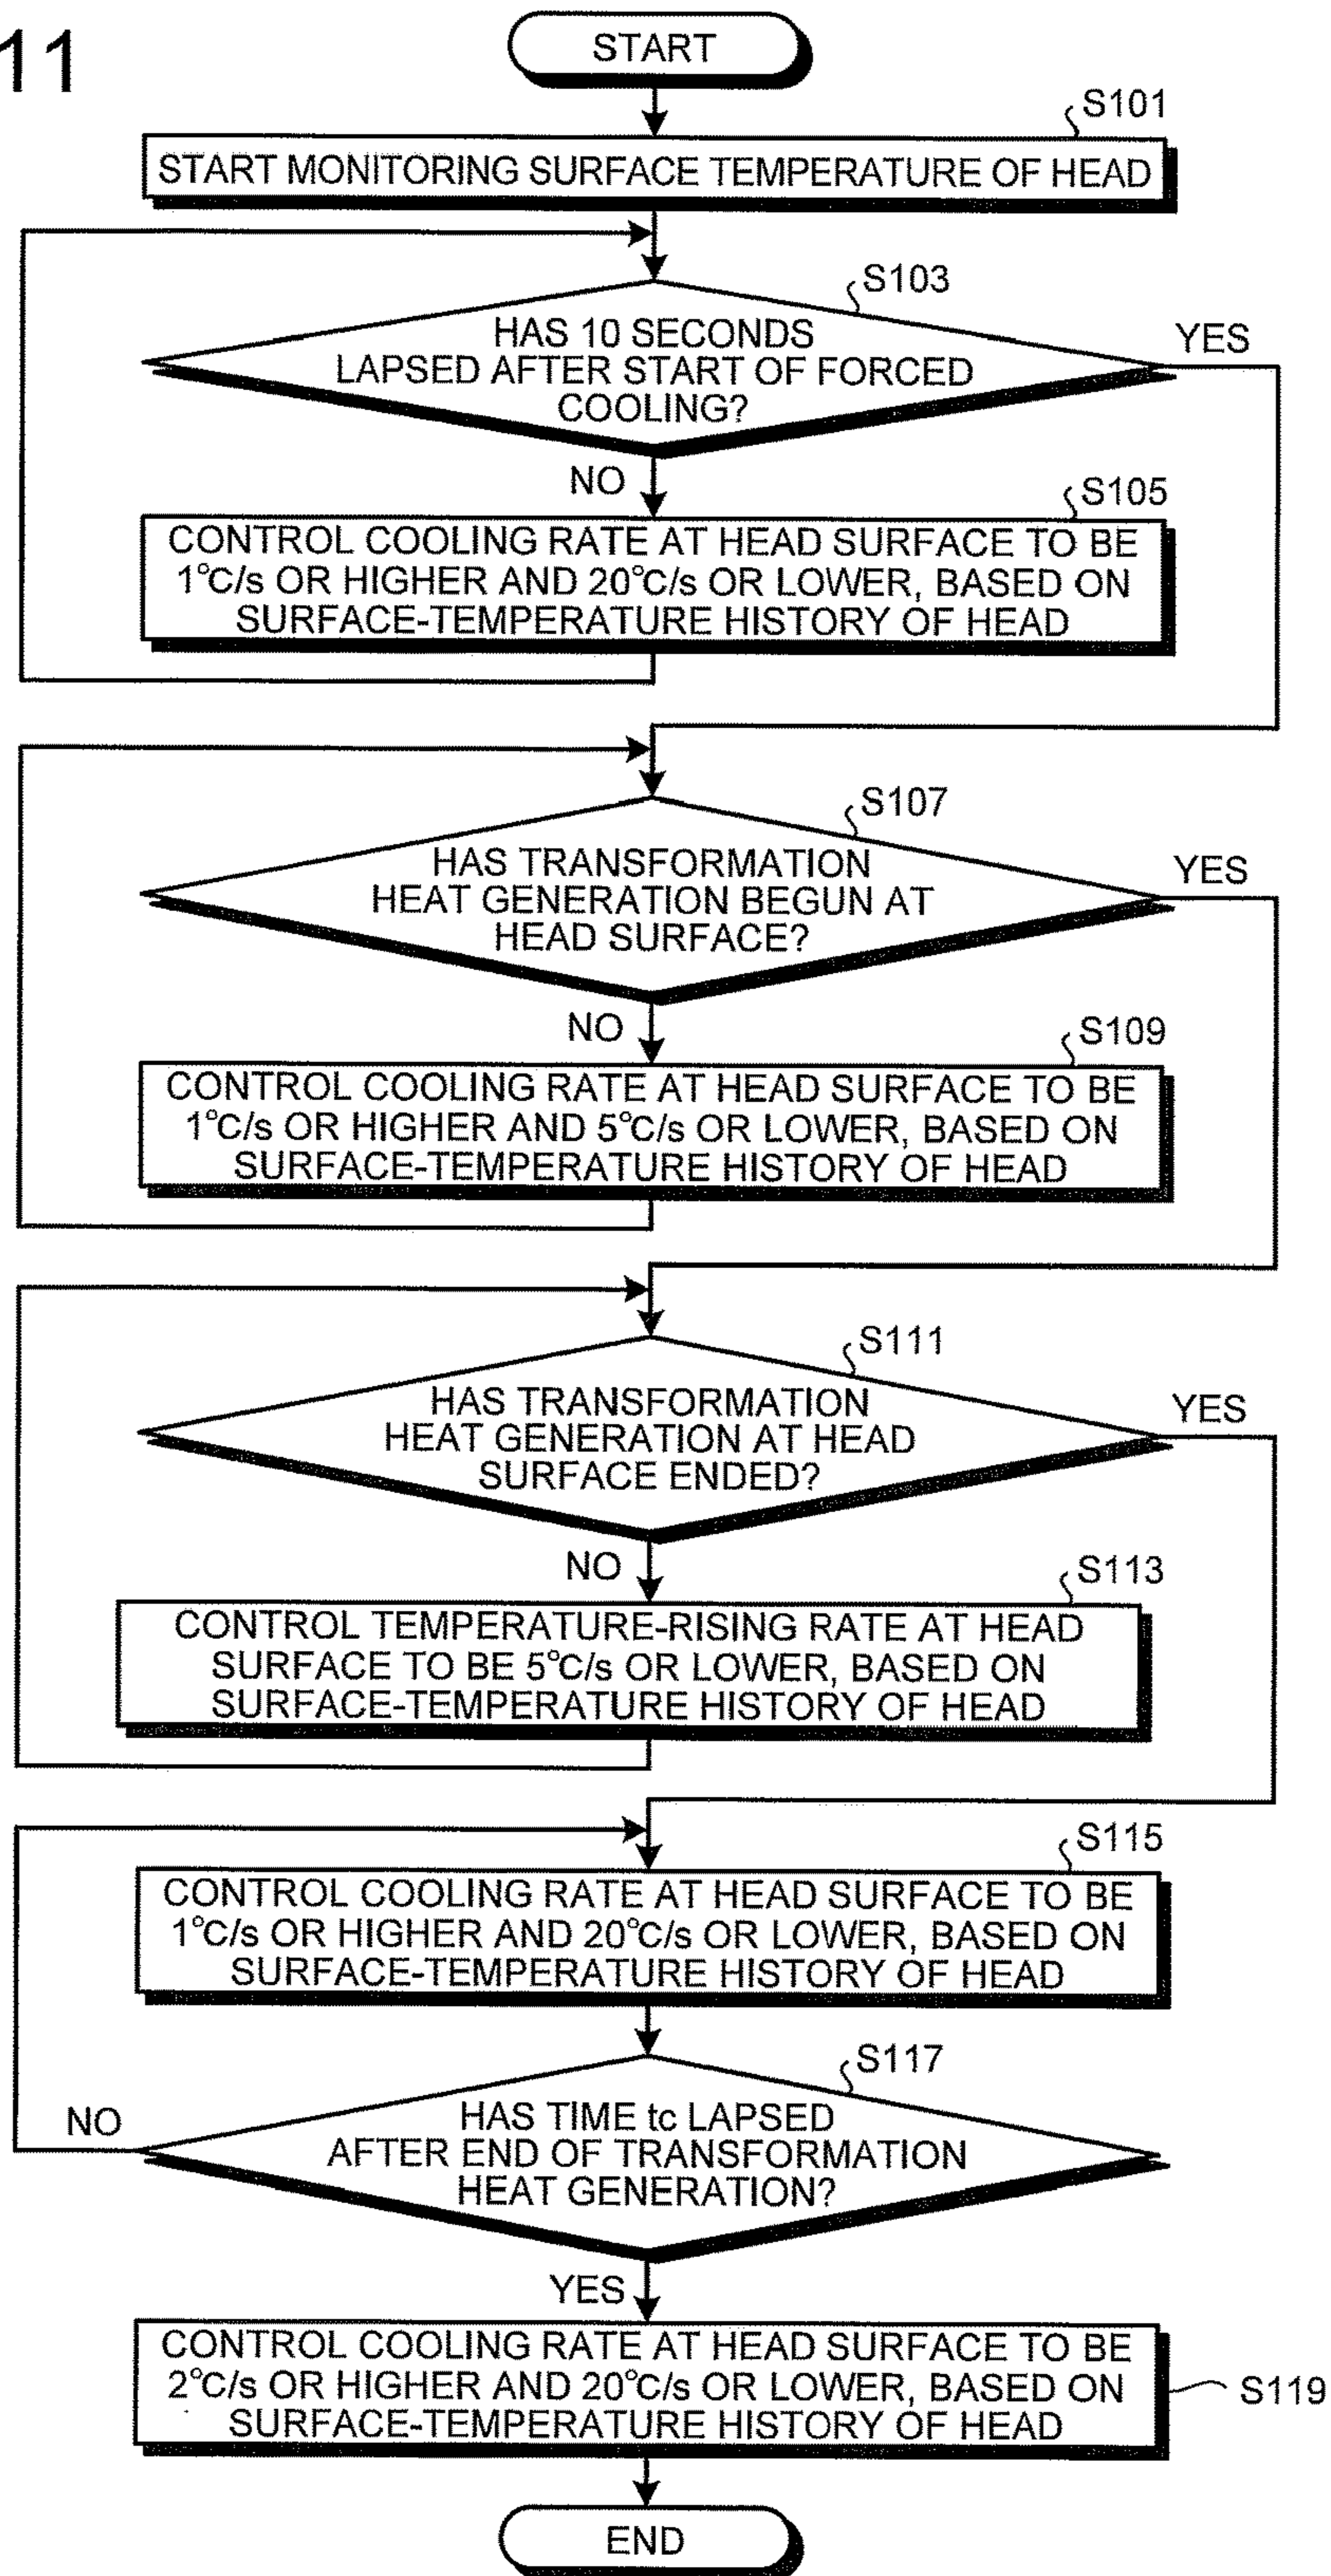 11
START
S101
START MONITORING SURFACE TEMPERATURE OF HEAD
S103
HAS 10 SECONDS
LAPSED AFTER START OF FORCED
COOLING?
YES
NO
S105
CONTROL COOLING RATE AT HEAD SURFACE TO BE
1°C/s OR HIGHER AND 20°C/s OR LOWER, BASED ON
SURFACE-TEMPERATURE HISTORY OF HEAD
S107
HAS TRANSFORMATION
HEAT GENERATION BEGUN AT
HEAD SURFACE?
YES
NO
S109
CONTROL COOLING RATE AT HEAD SURFACE TO BE
1°C/s OR HIGHER AND 5°C/s OR LOWER, BASED ON
SURFACE-TEMPERATURE HISTORY OF HEAD
S111
HAS TRANSFORMATION
HEAT GENERATION AT HEAD
SURFACE ENDED?
YES
NO
S113
CONTROL TEMPERATURE-RISING RATE AT HEAD
SURFACE TO BE 5°C/s OR LOWER, BASED ON
SURFACE-TEMPERATURE HISTORY OF HEAD
S115
CONTROL COOLING RATE AT HEAD SURFACE TO BE
1°C/s OR HIGHER AND 20°C/s OR LOWER, BASED ON
SURFACE-TEMPERATURE HISTORY OF HEAD
S117
NO
HAS TIME tc LAPSED
AFTER END OF TRANSFORMATION
HEAT GENERATION?
YES
CONTROL COOLING RATE AT HEAD SURFACE TO BE
2°C/s OR HIGHER AND 20°C/s OR LOWER, BASED ON
SURFACE-TEMPERATURE HISTORY OF HEAD
S119
END